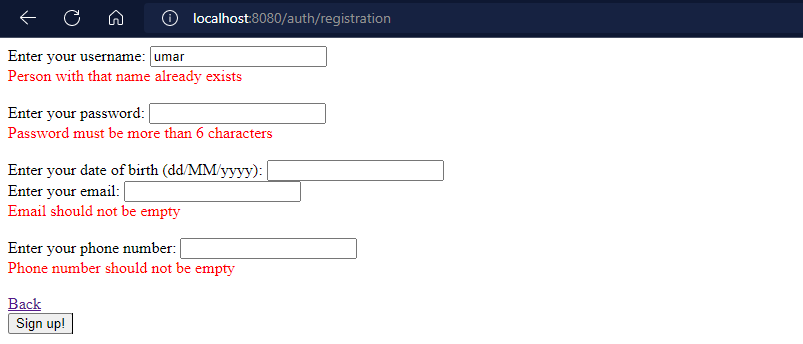 localhost:8080/auth/registration
Enter your username: umar
Person with that name already exists
Enter your password:
Password must be more than 6 characters
Enter your date of birth (dd/MM/yyyy):
Enter your email:
Email should not be empty
Enter your phone number:
Phone number should not be empty
Back
Sign up!